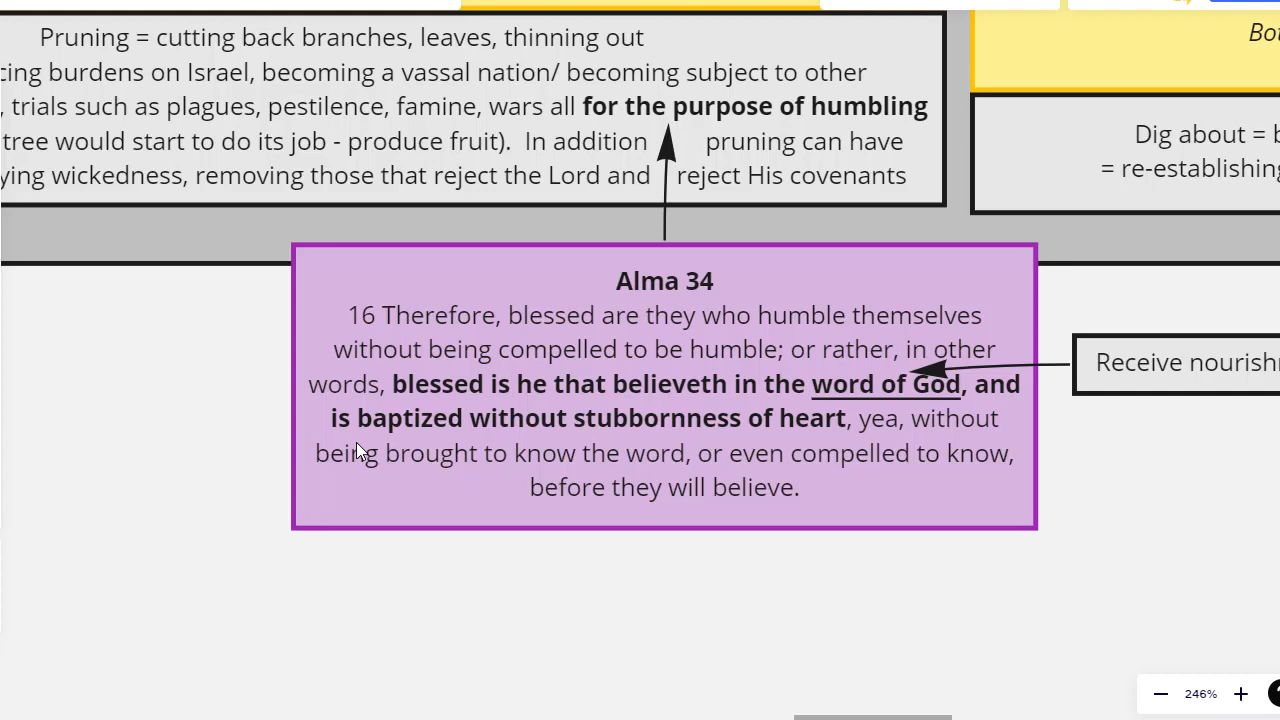 Pruning = cutting back branches, leaves, thinning out
cing burdens on Israel, becoming a vassal nation/ becoming subject to other
, trials such as plagues, pestilence, famine, wars all for the purpose of humbling
tree would start to do its job - produce fruit). In addition pruning can have
ying wickedness, removing those that reject the Lord and reject His covenants
Bot
Dig about = b
= re-establishing
Alma 34
16 Therefore, blessed are they who humble themselves
without being compelled to be humble; or rather, in other
words, blessed is he that believeth in the word of God, and
is baptized without stubbornness of heart, yea, without
being brought to know the word, or even compelled to know,
before they will believe.
Receive nourish
246%